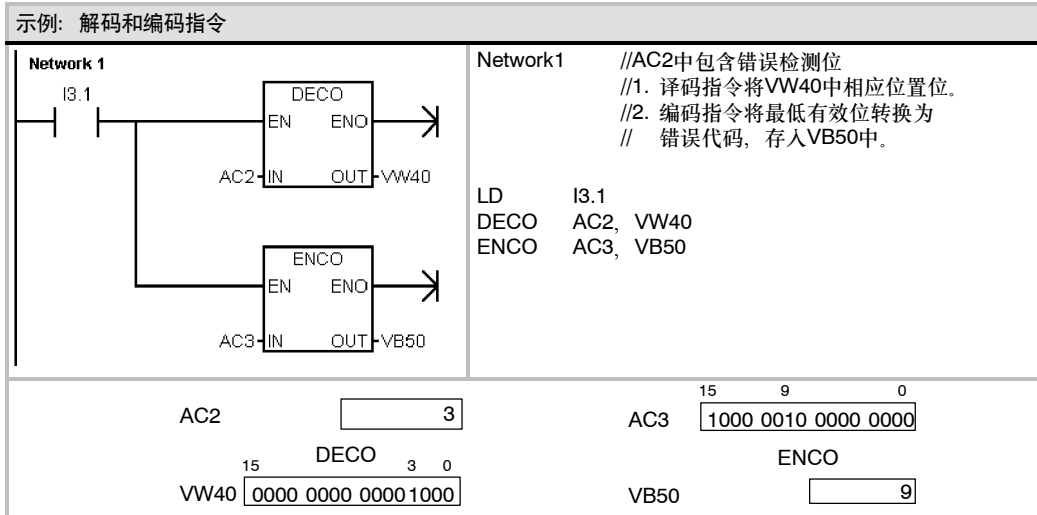 示例: 解码和编码指令
Network 1
I3.1
DECO
EN ENO
AC2 IN OUT VW40
ENCO
EN ENO
AC3 IN OUT VB50
Network1 //AC2中包含错误检测位
//1. 译码指令将VW40中相应位置位。
//2. 编码指令将最低有效位转换为
// 错误代码，存入VB50中。
LD I3.1
DECO AC2，VW40
ENCO AC3，VB50
AC2 3
DECO
15 3 0
VW40 0000 0000 0000 1000
15 9 0
AC3 1000 0010 0000 0000
ENCO
VB50 9